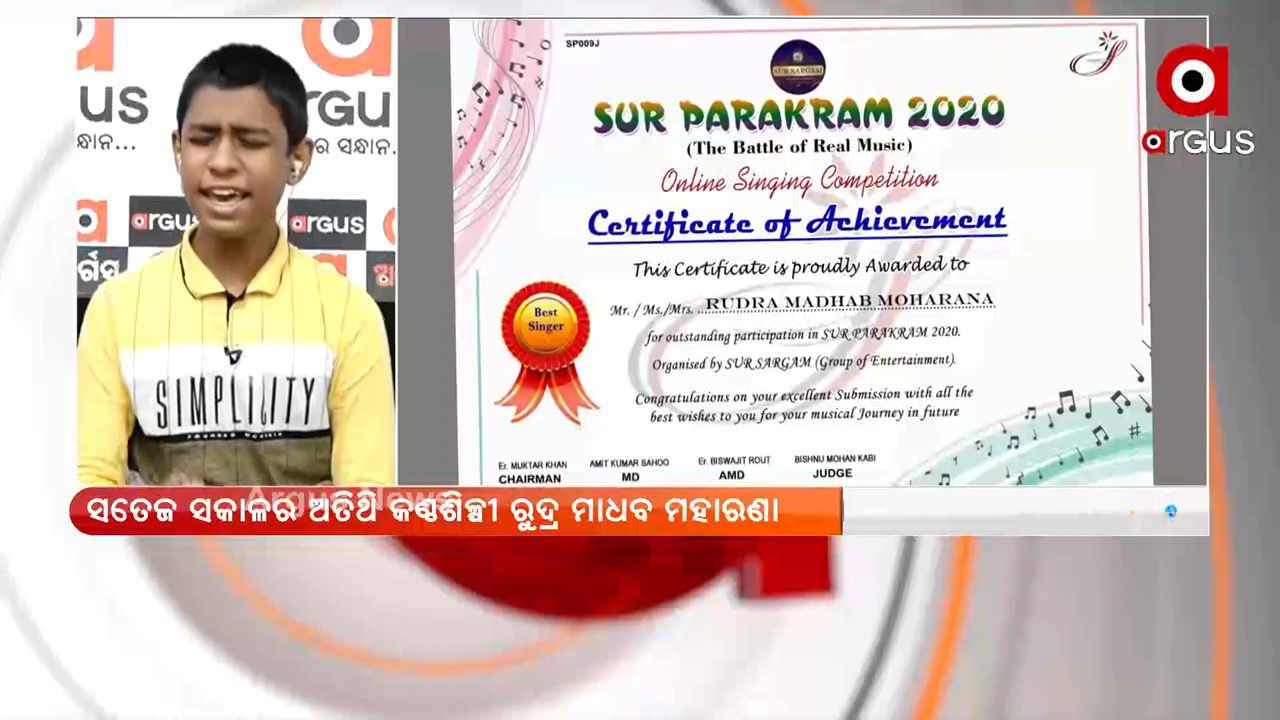 SP009J
SUR SARGAM
SUR PARAKRAM 2020
(The Battle of Real Music)
Online Singing Competition
Certificate of Achievement
This Certificate is proudly Awarded to
Mr. / Ms./Mrs. RUDRA MADHAB MOHARANA
for outstanding participation in SUR PARAKRAM 2020.
Organised by SUR SARGAM (Group of Entertainment).
Congratulations on your excellent Submission with all the
best wishes to you for your musical Journey in future
Best
Singer
Er. MUKTAR KHAN AMIT KUMAR SAHOO Er. BISWAJIT ROUT BISHNU MOHAN KABI
CHAIRMAN MD AMD JUDGE
argus
ର ସନ୍ଧାନ..
argus
argus
SIMPLICITY
Argus News
ସତେଜ ସକାଳର ଅତିଥି କଣ୍ଠଶିଳ୍ପୀ ରୁଦ୍ର ମାଧବ ମହାରଣା